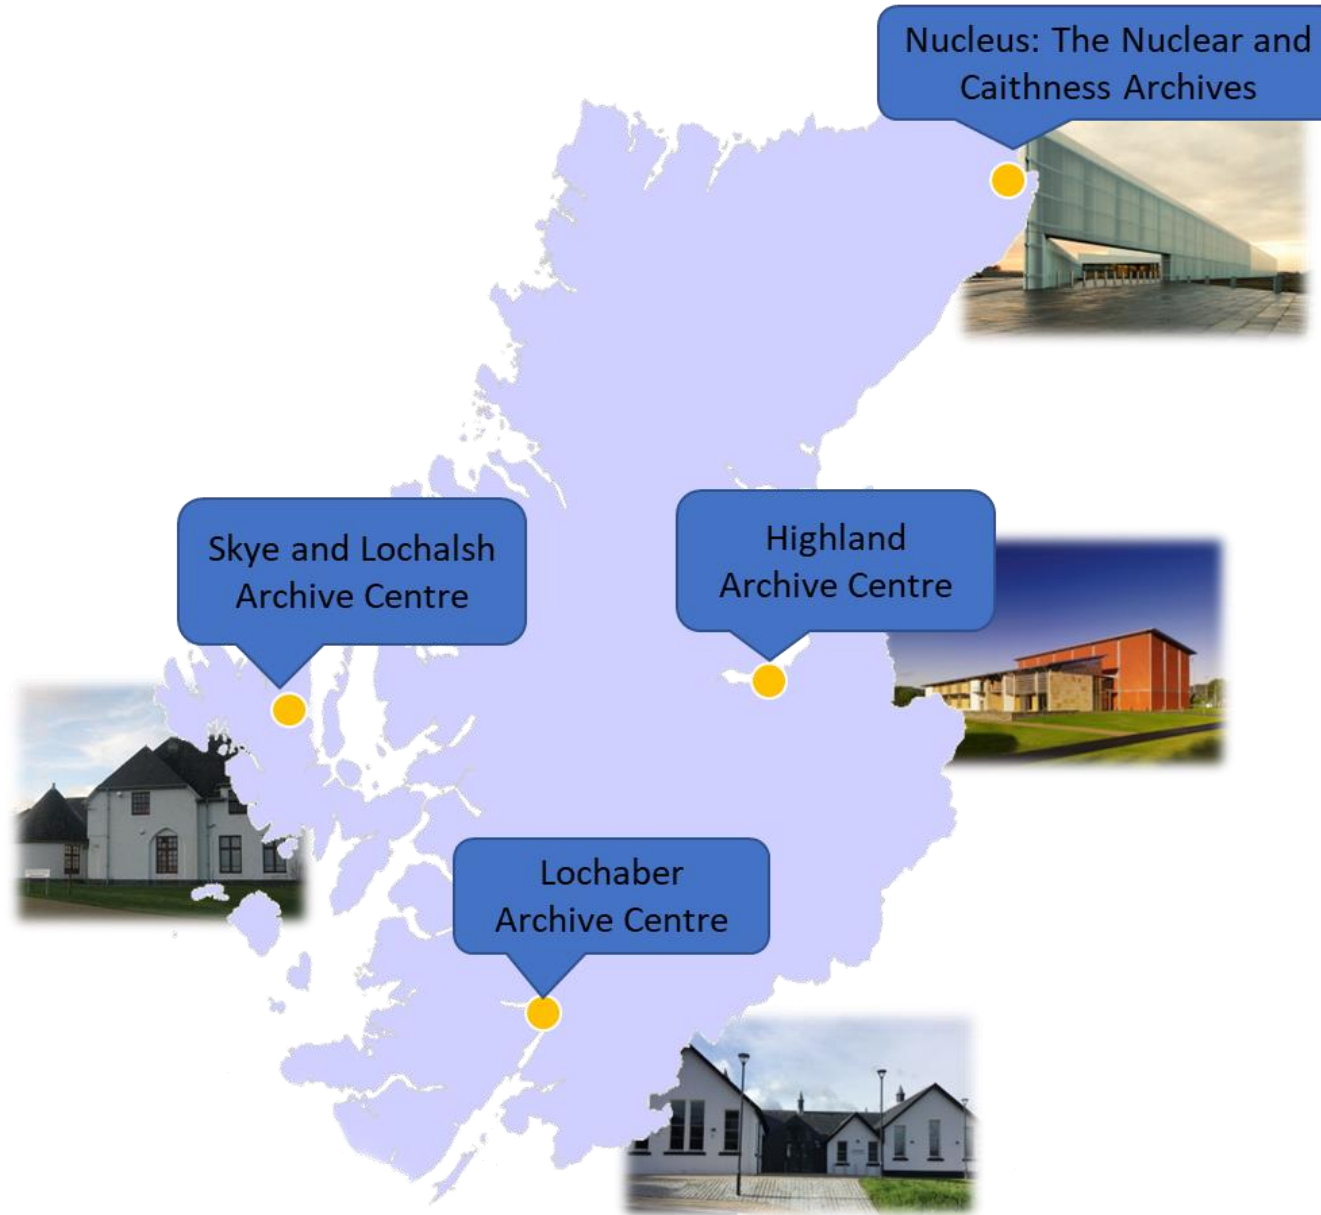 Nucleus: The Nuclear and
Caithness Archives
Skye and Lochalsh
Archive Centre
Highland
Archive Centre
Lochaber
Archive Centre